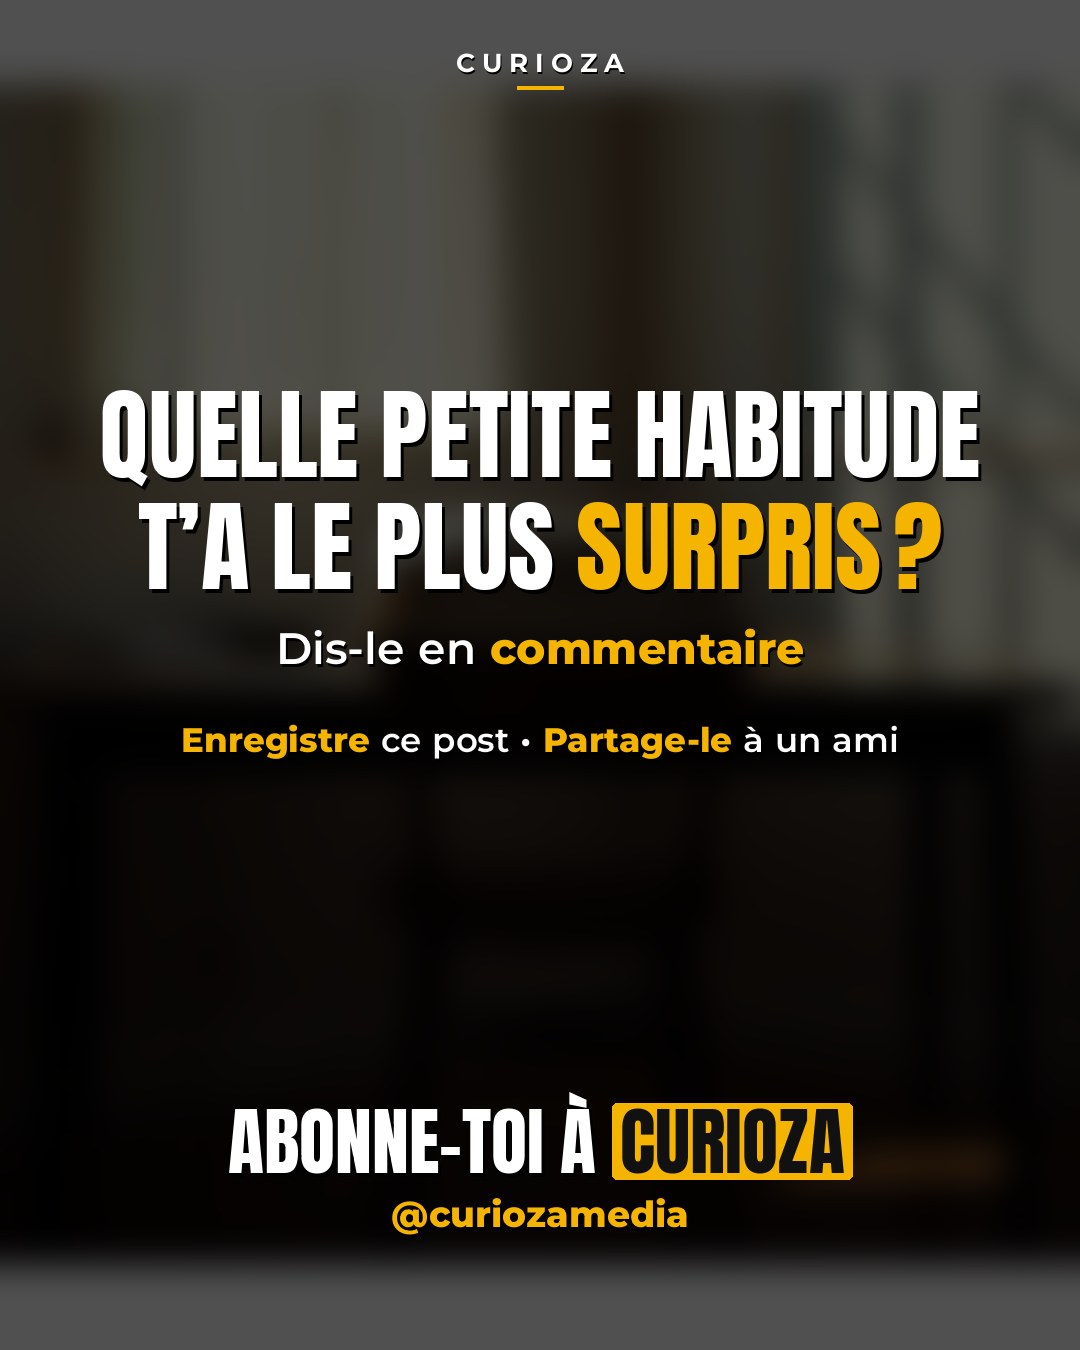 CURIOZA
QUELLE PETITE HABITUDE
T’A LE PLUS SURPRIS ?
Dis-le en commentaire
Enregistre ce post • Partage-le à un ami
ABONNE-TOI À CURIOZA
@curiozamedia